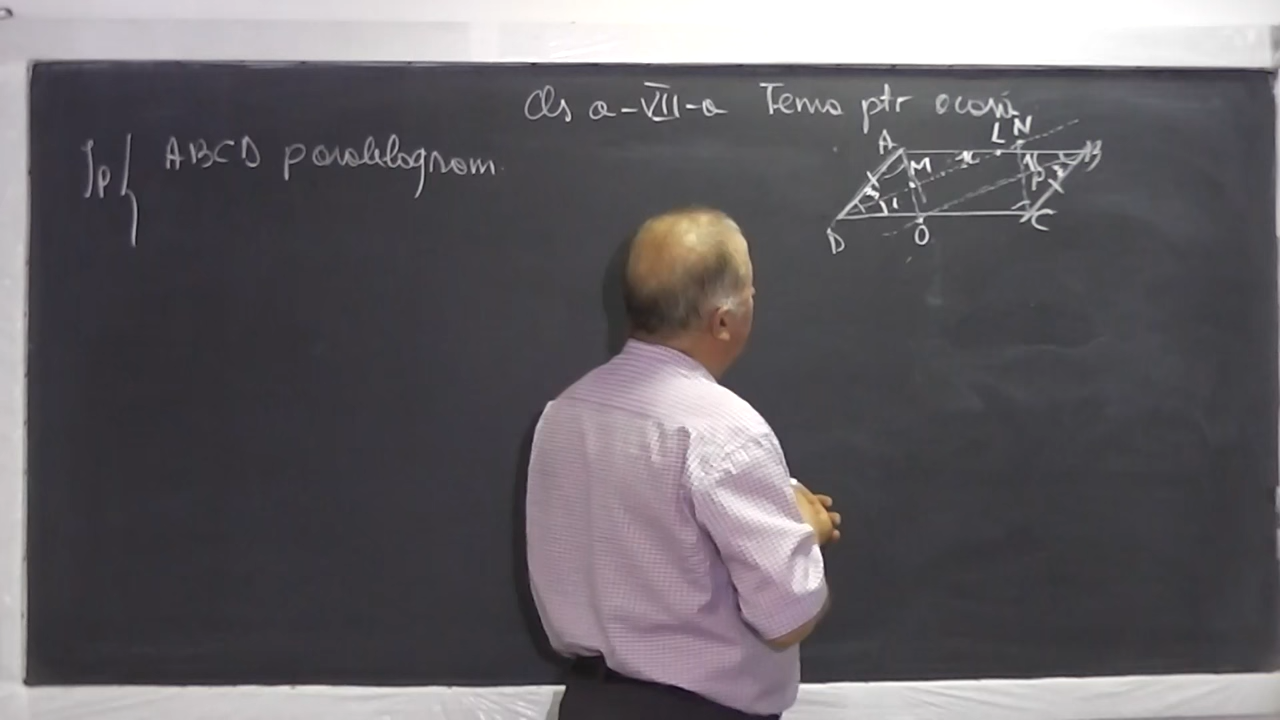 Cls a-VII-a Tema ptr acasă
Ip { ABCD paralelogram.
A M L N B P
D O C